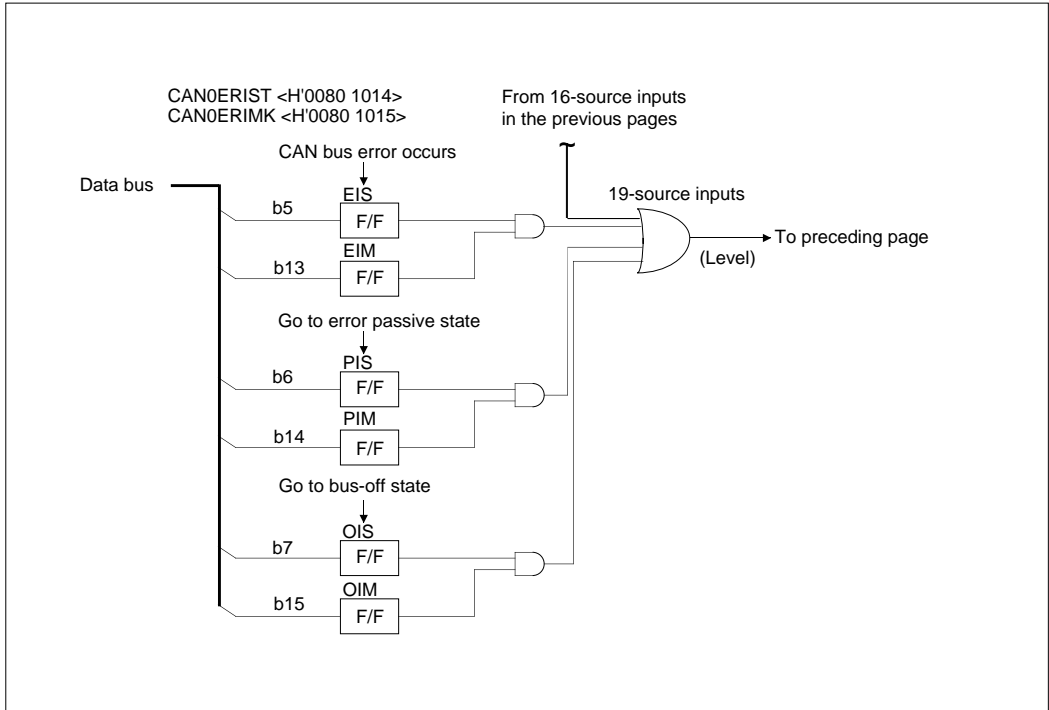 CAN0ERIST <H'0080 1014>
CAN0ERIMK <H'0080 1015>
From 16-source inputs
in the previous pages
CAN bus error occurs
Data bus
19-source inputs
b5
EIS
F/F
To preceding page
(Level)
EIM
b13
F/F
Go to error passive state
PIS
b6
F/F
PIM
b14
F/F
Go to bus-off state
OIS
b7
F/F
OIM
b15
F/F